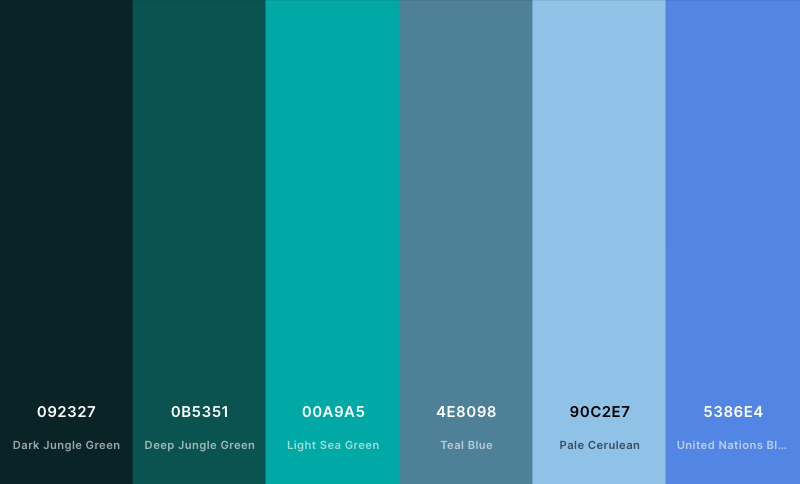 092327 0B5351 00A9A5 4E8098 90C2E7 5386E4
Dark Jungle Green Deep Jungle Green Light Sea Green Teal Blue Pale Cerulean United Nations Bl...